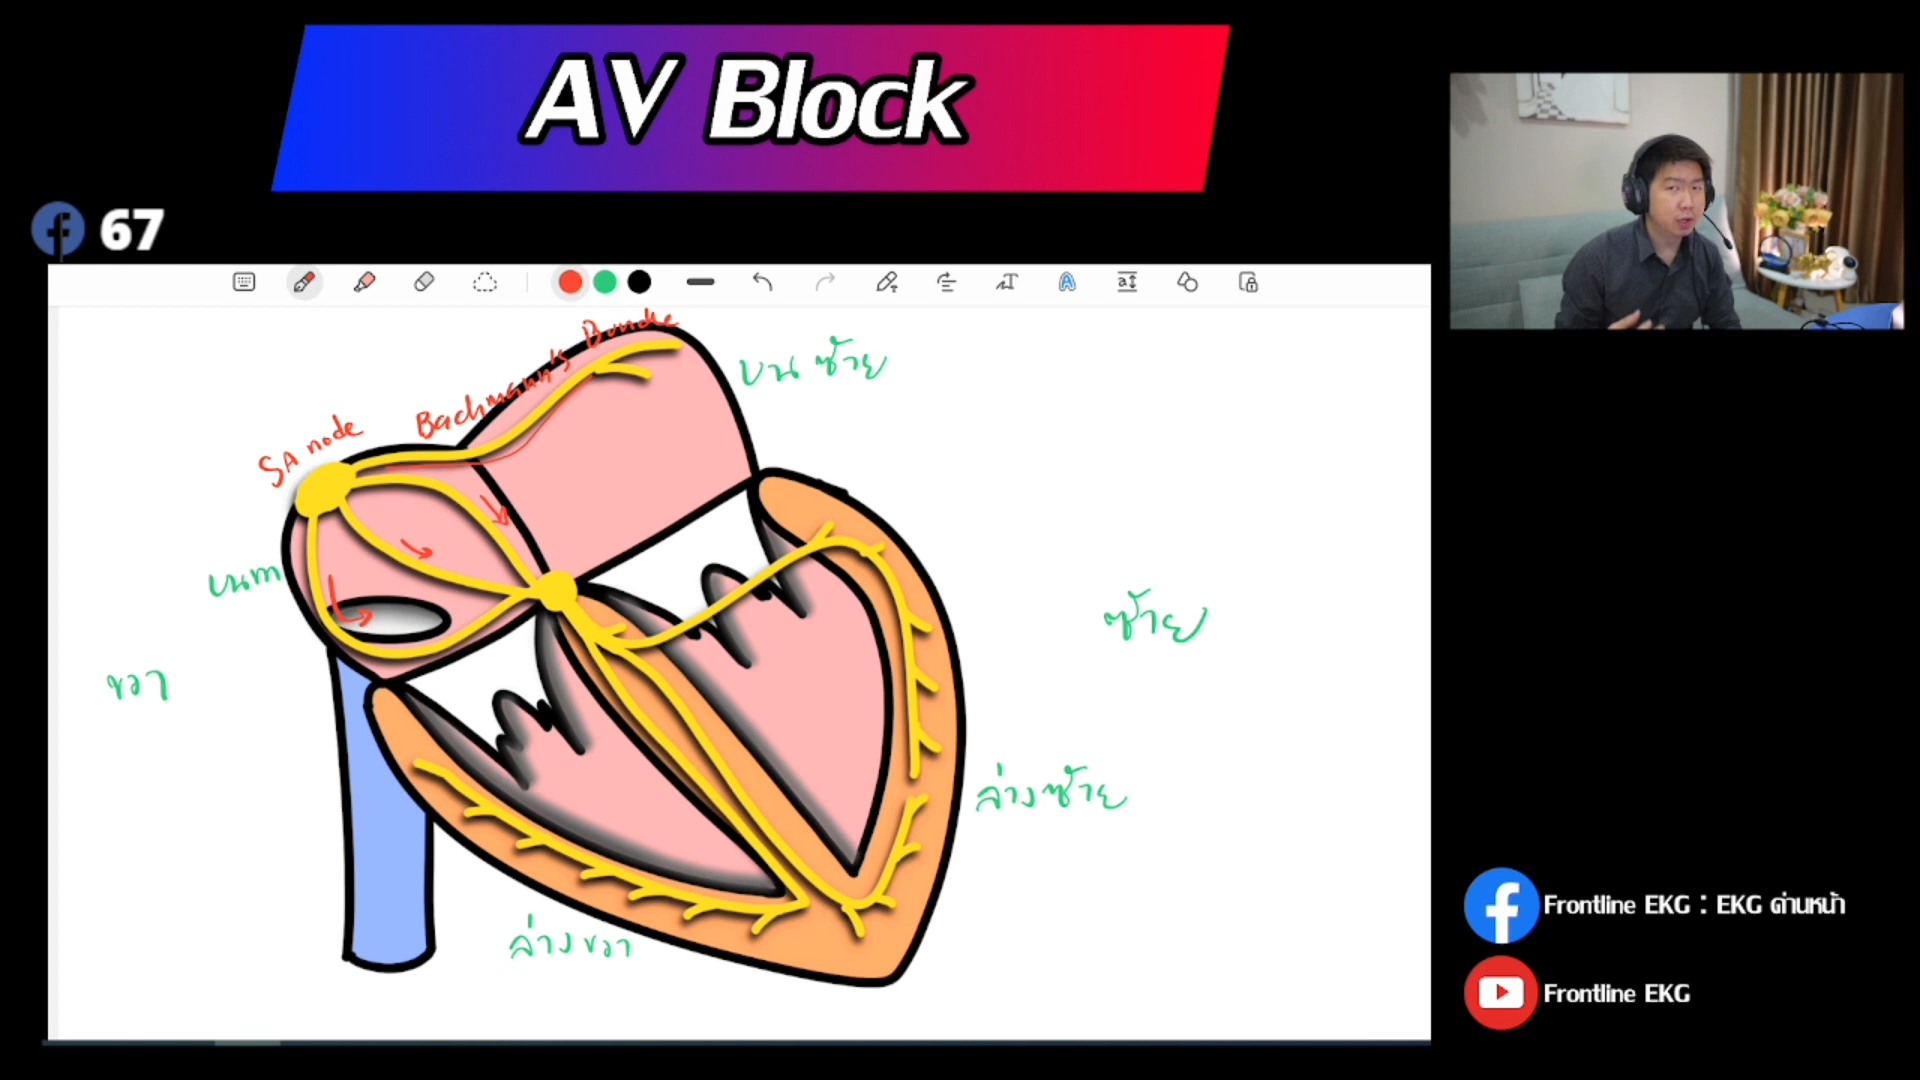 AV Block
67
Bachmann's Bundle
SA node
บนซ้าย
บนขวา
ซ้าย
ขวา
ล่างซ้าย
ล่างขวา
Frontline EKG : EKG ด่านหน้า
Frontline EKG